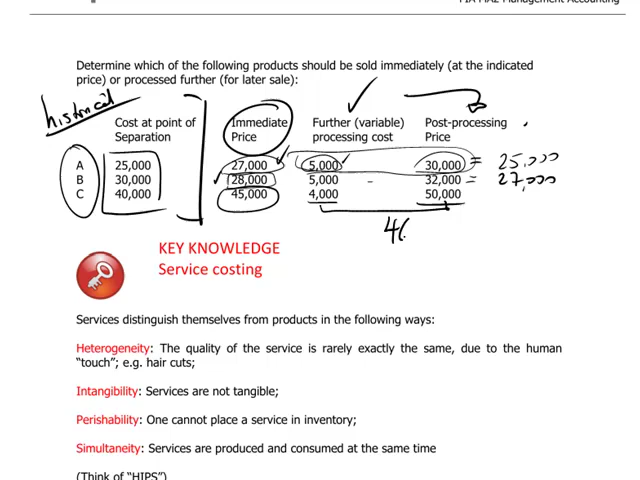 FIA MA2 Management Accounting
Determine which of the following products should be sold immediately (at the indicated
price) or processed further (for later sale):
historical
Cost at point of Separation Immediate Price Further (variable) processing cost Post-processing Price
A 25,000 27,000 5,000 30,000 = 25,000
B 30,000 28,000 5,000 - 32,000 = 27,000
C 40,000 45,000 4,000 50,000
KEY KNOWLEDGE
Service costing
Services distinguish themselves from products in the following ways:
Heterogeneity: The quality of the service is rarely exactly the same, due to the human
“touch”; e.g. hair cuts;
Intangibility: Services are not tangible;
Perishability: One cannot place a service in inventory;
Simultaneity: Services are produced and consumed at the same time
(Think of “HIPS”)